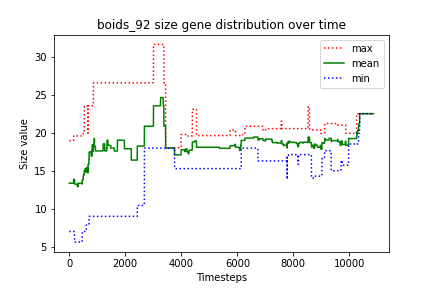 boids_92 size gene distribution over time
max
mean
min
Size value
30
25
20
15
10
5
0
2000
4000
6000
8000
10000
Timesteps